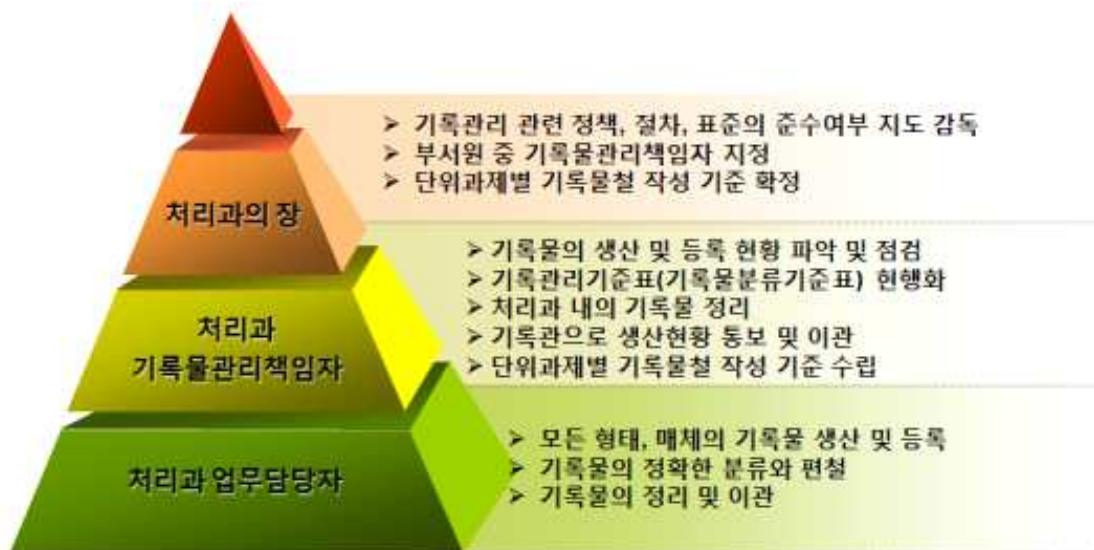 ➢ 기록관리 관련 정책, 절차, 표준의 준수여부 지도 감독
➢ 부서원 중 기록물관리책임자 지정
➢ 단위과제별 기록물철 작성 기준 확정
처리과의 장
➢ 기록물의 생산 및 등록 현황 파악 및 점검
➢ 기록관리기준표(기록물분류기준표) 현행화
➢ 처리과 내의 기록물 정리
➢ 기록관으로 생산현황 통보 및 이관
➢ 단위과제별 기록물철 작성 기준 수립
처리과
기록물관리책임자
➢ 모든 형태, 매체의 기록물 생산 및 등록
➢ 기록물의 정확한 분류와 편철
➢ 기록물의 정리 및 이관
처리과 업무담당자